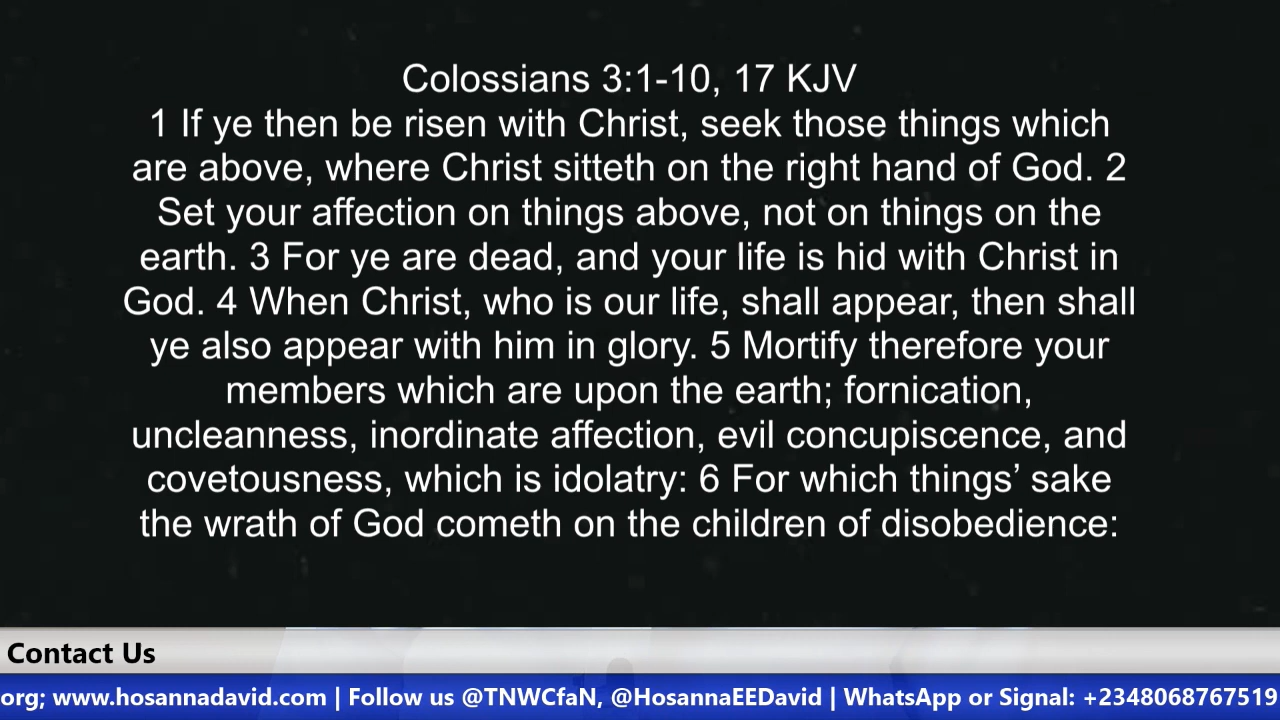 Colossians 3:1-10, 17 KJV
1 If ye then be risen with Christ, seek those things which
are above, where Christ sitteth on the right hand of God. 2
Set your affection on things above, not on things on the
earth. 3 For ye are dead, and your life is hid with Christ in
God. 4 When Christ, who is our life, shall appear, then shall
ye also appear with him in glory. 5 Mortify therefore your
members which are upon the earth; fornication,
uncleanness, inordinate affection, evil concupiscence, and
covetousness, which is idolatry: 6 For which things’ sake
the wrath of God cometh on the children of disobedience:
Contact Us
org; www.hosannadavid.com | Follow us @TNWCfaN, @HosannaEEDavid | WhatsApp or Signal: +2348068767519